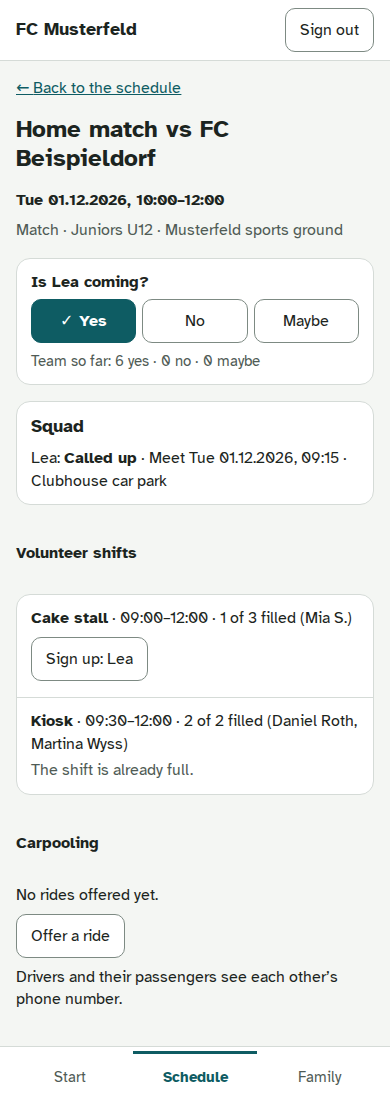 FC Musterfeld
Sign out
← Back to the schedule
Home match vs FC
Beispieldorf
Tue 01.12.2026, 10:00–12:00
Match · Juniors U12 · Musterfeld sports ground
Is Lea coming?
✓ Yes
No
Maybe
Team so far: 6 yes · 0 no · 0 maybe
Squad
Lea: Called up · Meet Tue 01.12.2026, 09:15 ·
Clubhouse car park
Volunteer shifts
Cake stall · 09:00–12:00 · 1 of 3 filled (Mia S.)
Sign up: Lea
Kiosk · 09:30–12:00 · 2 of 2 filled (Daniel Roth,
Martina Wyss)
The shift is already full.
Carpooling
No rides offered yet.
Offer a ride
Drivers and their passengers see each other’s
phone number.
Start
Schedule
Family